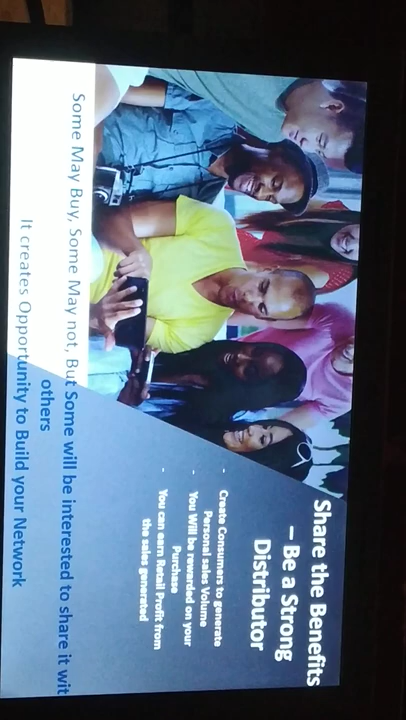 Share the Benefits
– Be a Strong
Distributor
- Create Consumers to generate
Personal sales Volume
- You Will be rewarded on your
Purchase
- You can earn Retail Profit from
the sales generated
Some May Buy, Some May not, But Some will be interested to share it wit
others
It creates Opportunity to Build your Network